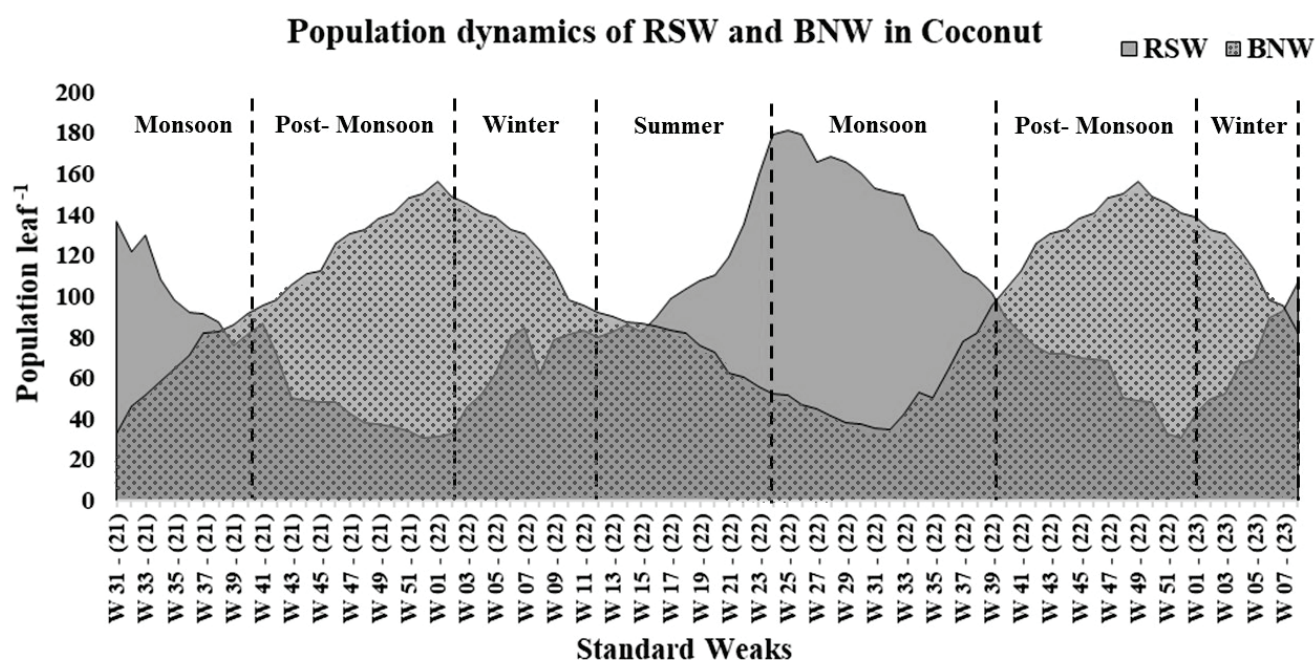 Population dynamics of RSW and BNW in Coconut
RSW BNW
200
180
160
140
120
100
80
60
40
20
0
Population leaf-1
Monsoon
Post- Monsoon
Winter
Summer
Monsoon
Post- Monsoon
Winter
W 31 - (21)
W 33 - (21)
W 35 - (21)
W 37 - (21)
W 39 - (21)
W 41 - (21)
W 43 - (21)
W 45 - (21)
W 47 - (21)
W 49 - (21)
W 51 - (21)
W 01 - (22)
W 03 - (22)
W 05 - (22)
W 07 - (22)
W 09 - (22)
W 11 - (22)
W 13 - (22)
W 15 - (22)
W 17 - (22)
W 19 - (22)
W 21 - (22)
W 23 - (22)
W 25 - (22)
W 27 - (22)
W 29 - (22)
W 31 - (22)
W 33 - (22)
W 35 - (22)
W 37 - (22)
W 39 - (22)
W 41 - (22)
W 43 - (22)
W 45 - (22)
W 47 - (22)
W 49 - (22)
W 51 - (22)
W 01 - (23)
W 03 - (23)
W 05 - (23)
W 07 - (23)
Standard Weaks